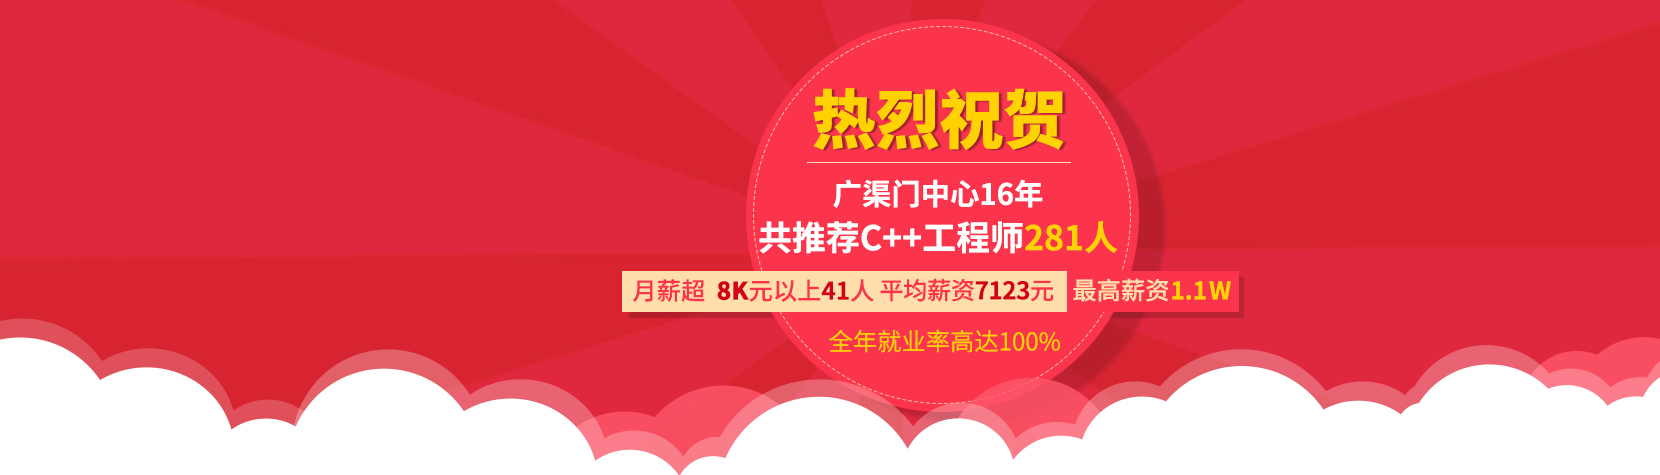 热烈祝贺
广渠门中心16年
共推荐C++工程师281人
月薪超 8K元以上41人 平均薪资7123元 最高薪资1.1W
全年就业率高达100%